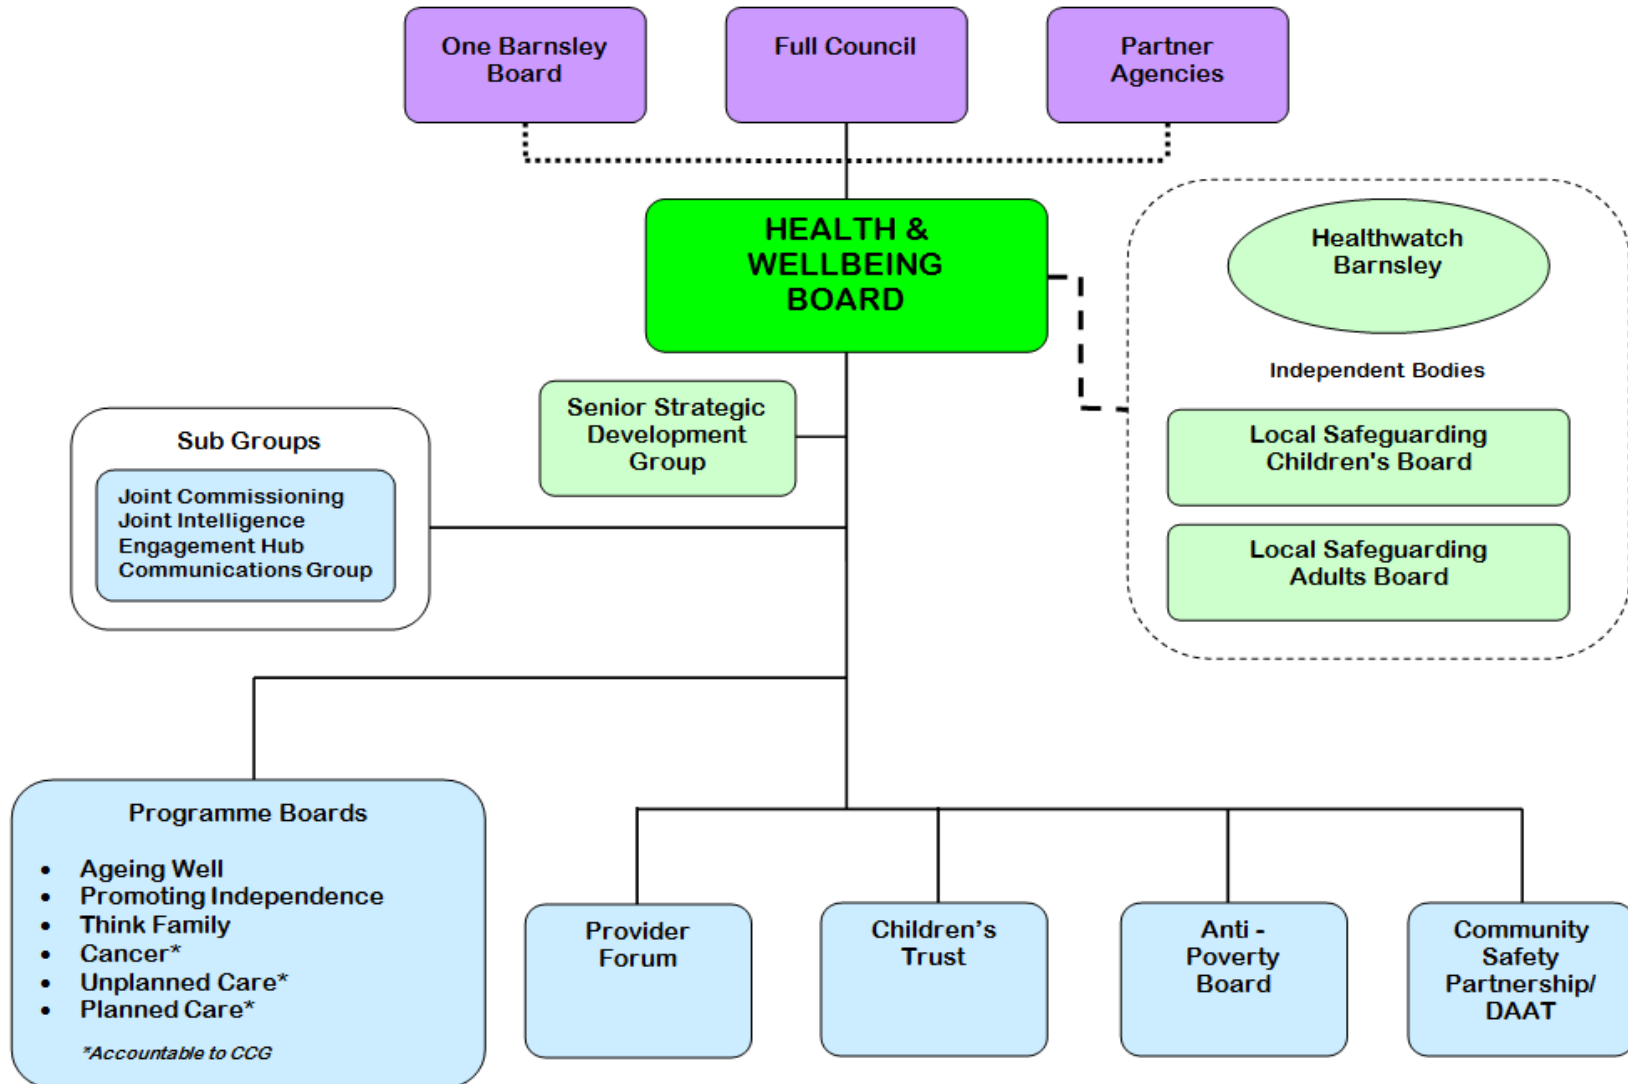 One Barnsley
Board
Full Council
Partner
Agencies
HEALTH &
WELLBEING
BOARD
Healthwatch
Barnsley
Independent Bodies
Local Safeguarding
Children's Board
Local Safeguarding
Adults Board
Senior Strategic
Development
Group
Sub Groups
Joint Commissioning
Joint Intelligence
Engagement Hub
Communications Group
Programme Boards
• Ageing Well
• Promoting Independence
• Think Family
• Cancer*
• Unplanned Care*
• Planned Care*
*Accountable to CCG
Provider
Forum
Children’s
Trust
Anti -
Poverty
Board
Community
Safety
Partnership/
DAAT